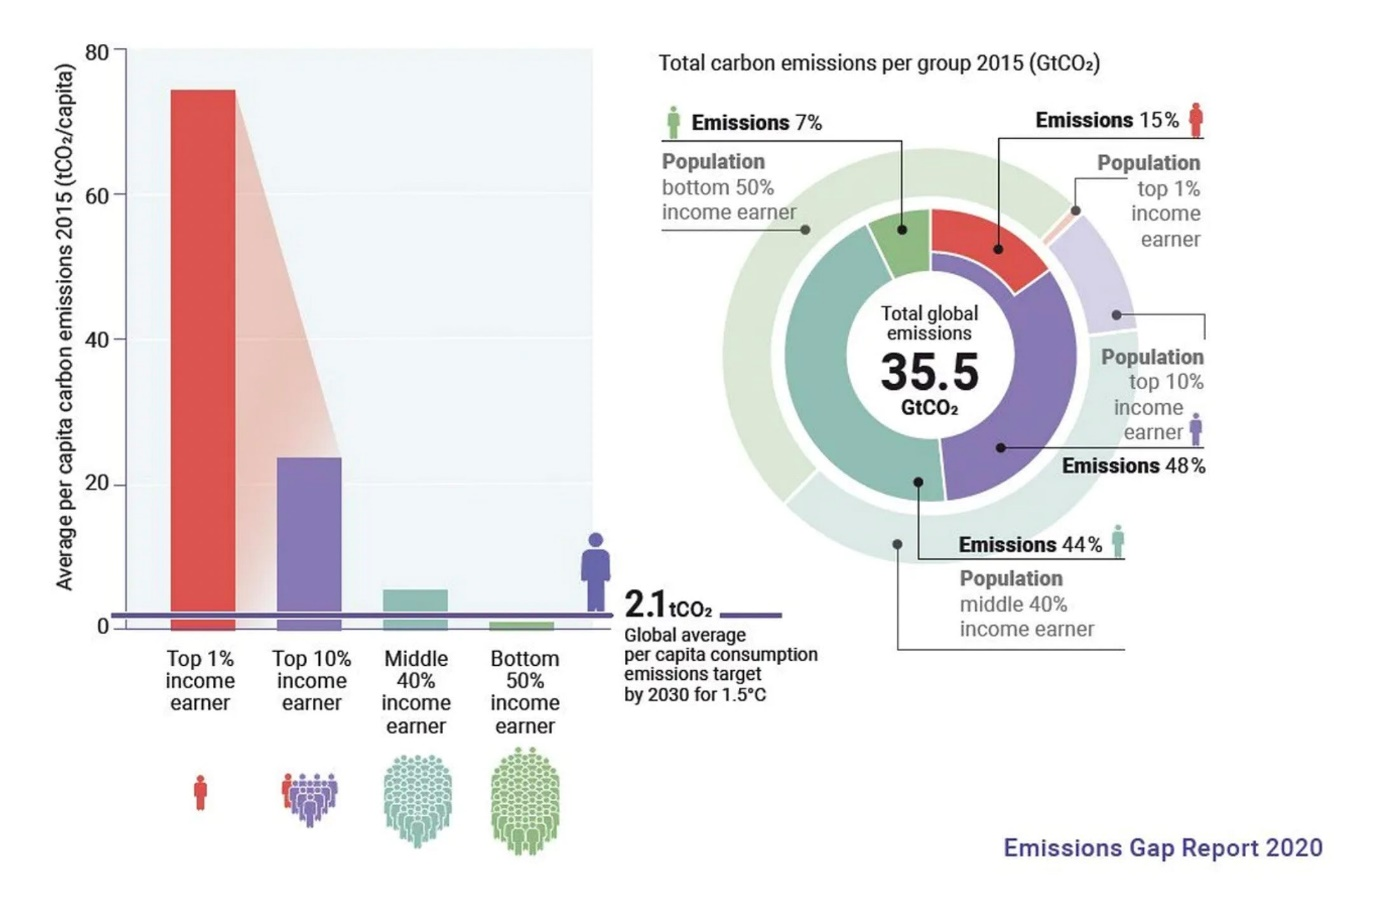 Average per capita carbon emissions 2015 (tCO₂/capita)
80
60
40
20
0
Top 1%
income
earner
Top 10%
income
earner
Middle
40%
income
earner
Bottom
50%
income
earner
2.1tCO₂
Global average
per capita consumption
emissions target
by 2030 for 1.5°C
Total carbon emissions per group 2015 (GtCO₂)
Emissions 7%
Population
bottom 50%
income earner
Emissions 15%
Population
top 1%
income
earner
Total global
emissions
35.5
GtCO₂
Population
top 10%
income
earner
Emissions 48%
Emissions 44%
Population
middle 40%
income earner
Emissions Gap Report 2020